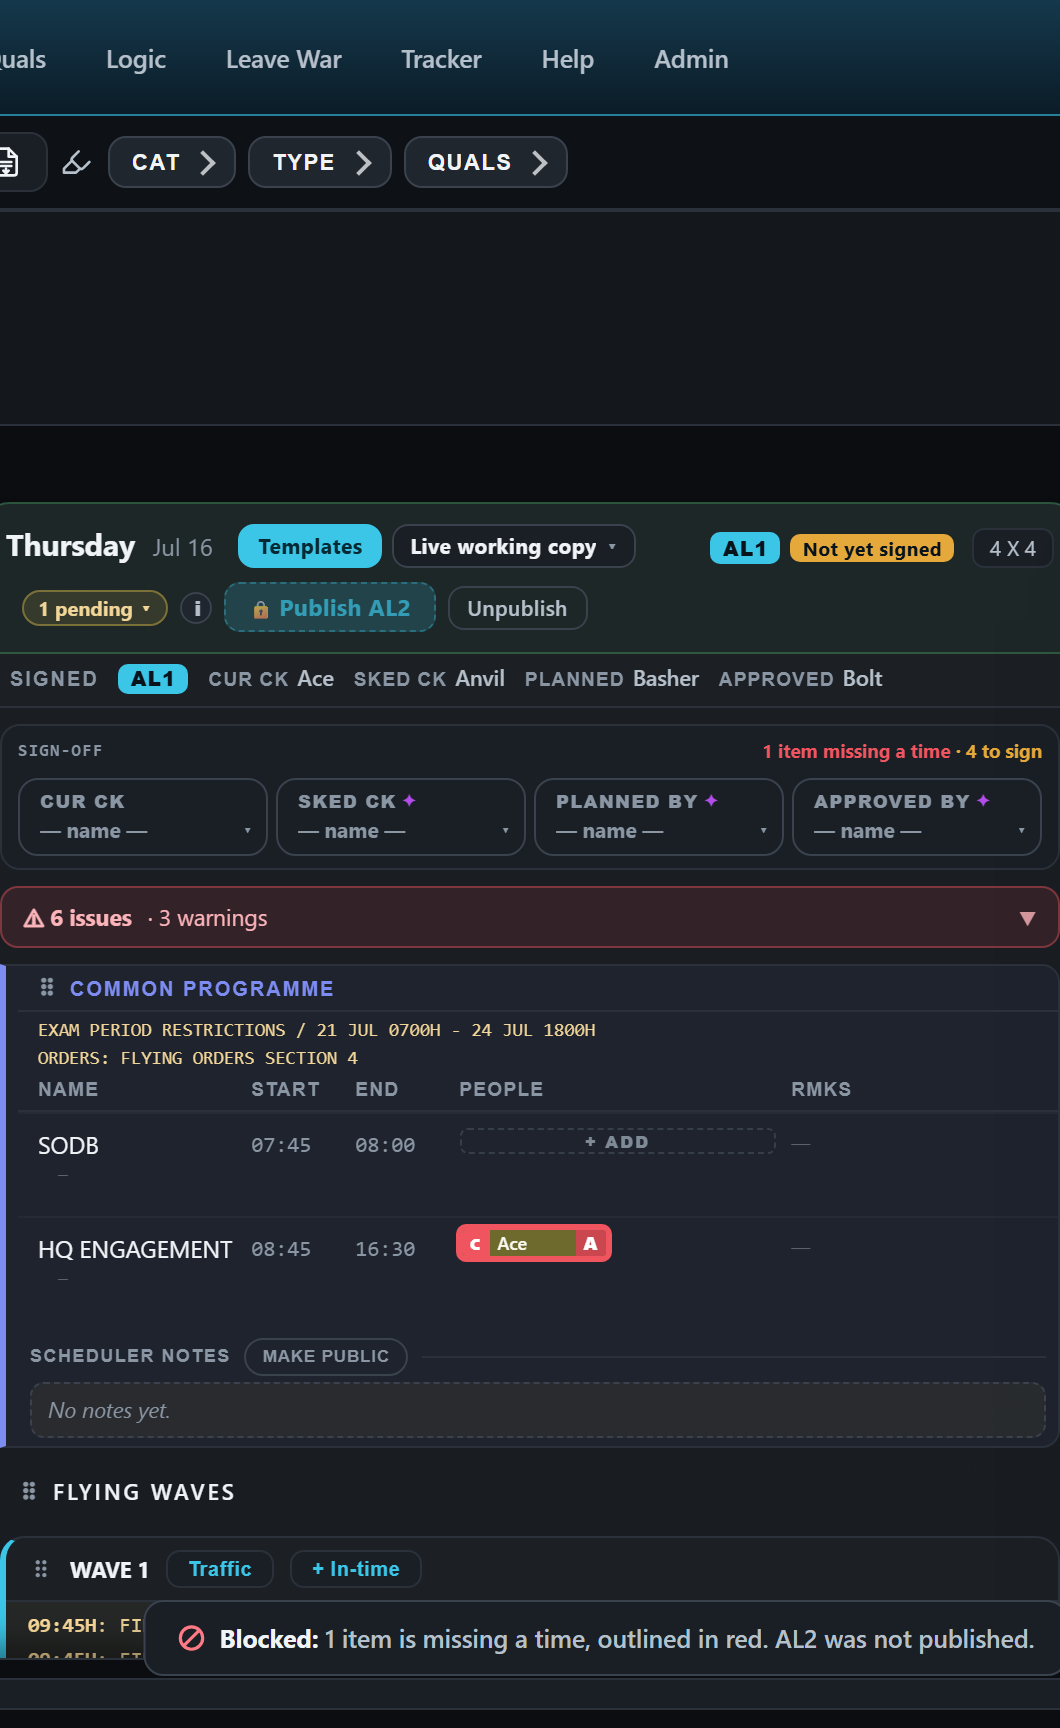 uals Logic Leave War Tracker Help Admin
CAT TYPE QUALS
Thursday Jul 16 Templates Live working copy AL1 Not yet signed 4 X 4
1 pending i Publish AL2 Unpublish
SIGNED AL1 CUR CK Ace SKED CK Anvil PLANNED Basher APPROVED Bolt
SIGN-OFF 1 item missing a time · 4 to sign
CUR CK SKED CK PLANNED BY APPROVED BY
— name — — name — — name — — name —
6 issues · 3 warnings
COMMON PROGRAMME
EXAM PERIOD RESTRICTIONS / 21 JUL 0700H - 24 JUL 1800H
ORDERS: FLYING ORDERS SECTION 4
NAME START END PEOPLE RMKS
SODB 07:45 08:00 + ADD —
—
HQ ENGAGEMENT 08:45 16:30 C Ace A —
—
SCHEDULER NOTES MAKE PUBLIC
No notes yet.
FLYING WAVES
WAVE 1 Traffic + In-time
09:45H: FI
Blocked: 1 item is missing a time, outlined in red. AL2 was not published.